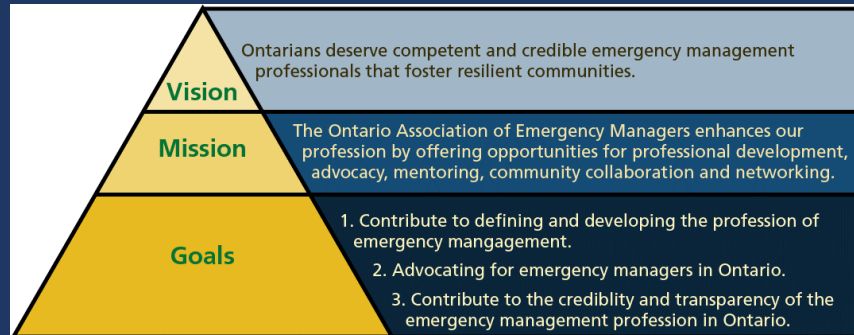 Ontarians deserve competent and credible emergency management
professionals that foster resilient communities.
Vision
The Ontario Association of Emergency Managers enhances our
profession by offering opportunities for professional development,
advocacy, mentoring, community collaboration and networking.
Mission
1. Contribute to defining and developing the profession of
emergency mangagement.
2. Advocating for emergency managers in Ontario.
3. Contribute to the crediblity and transparency of the
emergency management profession in Ontario.
Goals